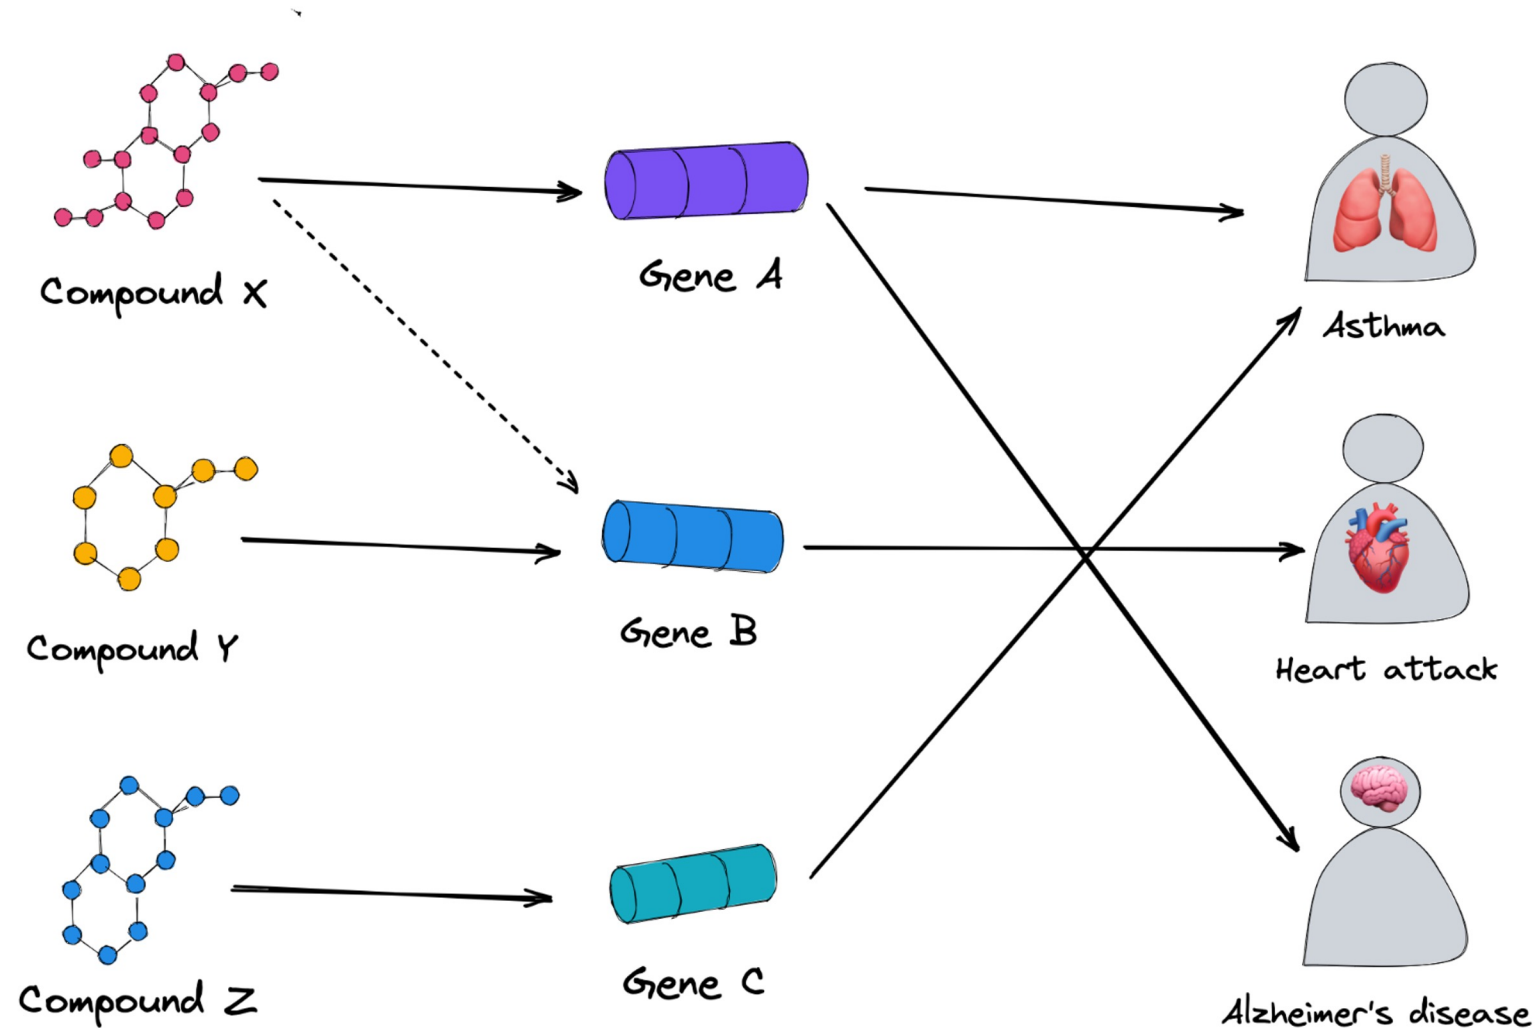 Compound X
Gene A
Asthma
Compound Y
Gene B
Heart attack
Compound Z
Gene C
Alzheimer's disease